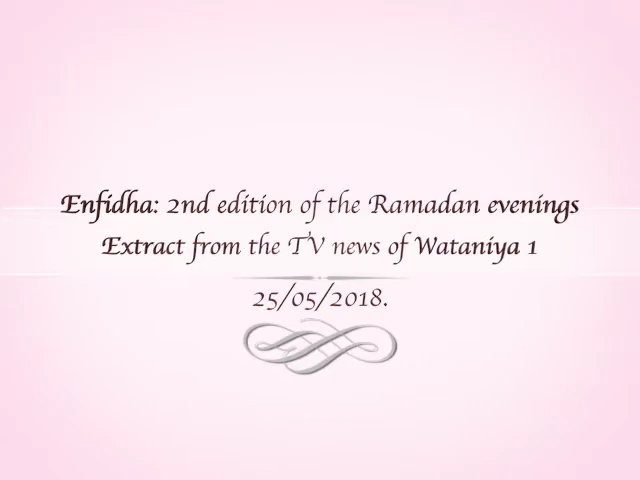 Enfidha: 2nd edition of the Ramadan evenings
Extract from the TV news of Wataniya 1
25/05/2018.